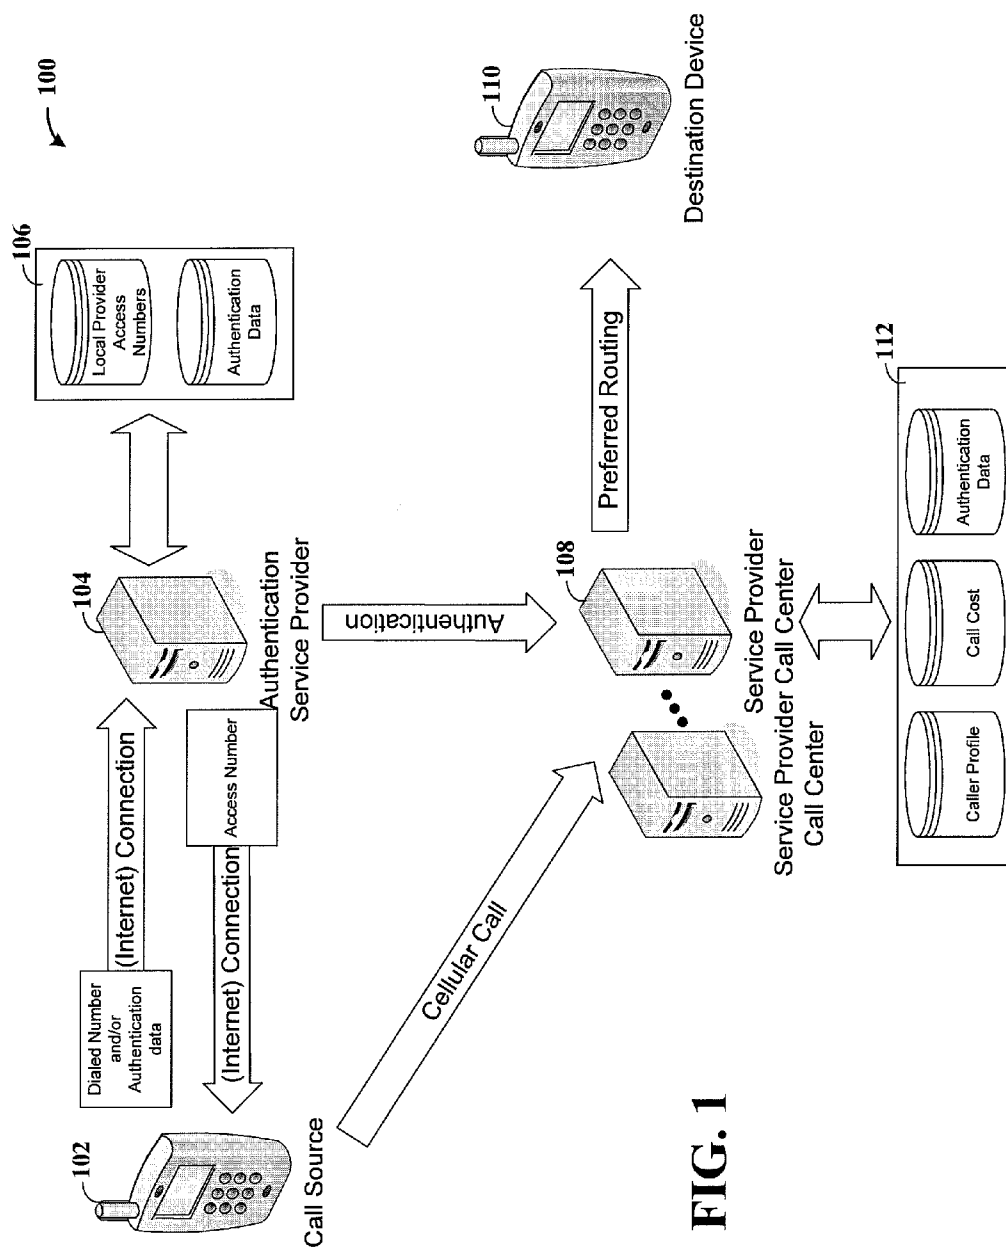 100
106
Local Provider
Access
Numbers
Authentication
Data
104
Authentication
Service Provider
Dialed Number
and/or
Authentication
data
(Internet) Connection
Access Number
(Internet) Connection
102
Call Source
Authentication
Cellular Call
108
Service Provider
Call Center
Service Provider
Call Center
Preferred Routing
110
Destination Device
112
Caller Profile
Call Cost
Authentication
Data
FIG. 1